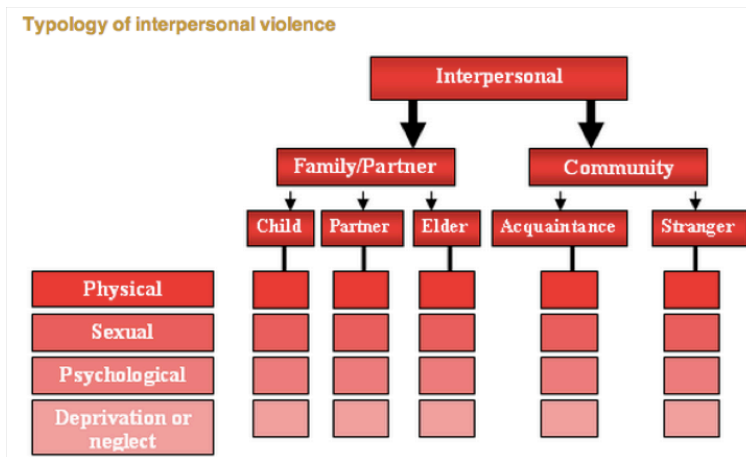 Typology of interpersonal violence
Interpersonal
Family/Partner
Community
Child
Partner
Elder
Acquaintance
Stranger
Physical
Sexual
Psychological
Deprivation or
neglect